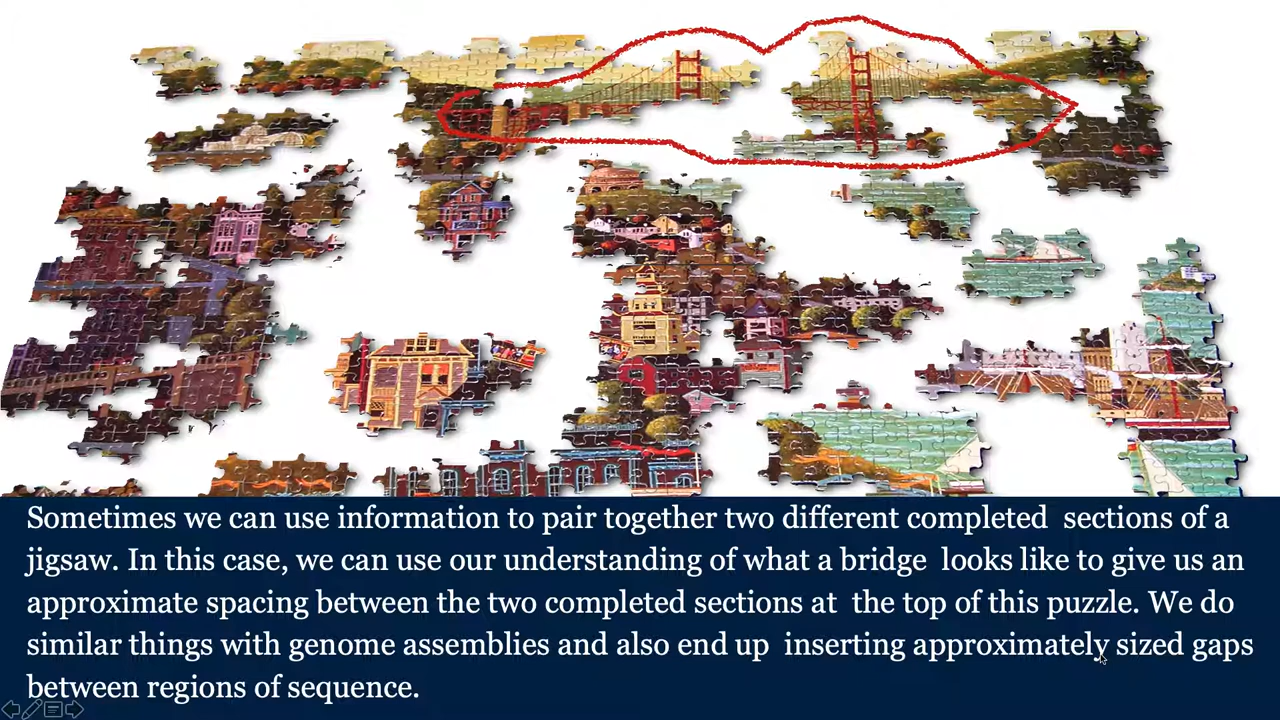 Sometimes we can use information to pair together two different completed sections of a
jigsaw. In this case, we can use our understanding of what a bridge looks like to give us an
approximate spacing between the two completed sections at the top of this puzzle. We do
similar things with genome assemblies and also end up inserting approximately sized gaps
between regions of sequence.